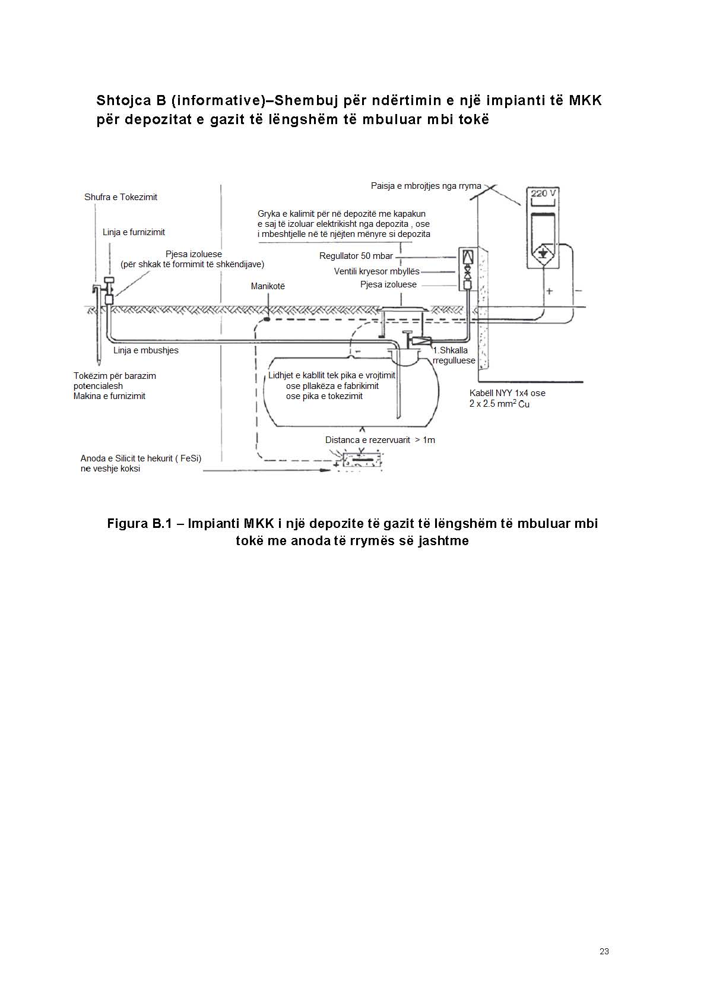 Shtojca B (informative)–Shembuj për ndërtimin e një impianti të MKK
për depozitat e gazit të lëngshëm të mbuluar mbi tokë
Paisja e mbrojtjes nga rryma
220 V
Shufra e Tokezimit
Gryka e kalimit për në depozitë me kapakun
e saj të izoluar elektrikisht nga depozita , ose
i mbeshtjelle në të njëjten mënyre si depozita
Linja e furnizimit
Pjesa izoluese
(për shkak të formimit të shkëndijave)
Regullator 50 mbar
Ventili kryesor mbyllës
Pjesa izoluese
Manikotë
+
–
Linja e mbushjes
1.Shkalla
rregulluese
Tokëzim për barazim
potencialesh
Makina e furnizimit
–
Lidhjet e kabllit tek pika e vrojtimit
ose pllakëza e fabrikimit
ose pika e tokezimit
Kabëll NYY 1x4 ose
2 x 2.5 mm² Cu
Distanca e rezervuarit > 1m
Anoda e Silicit te hekurit ( FeSi)
ne veshje koksi
+
Figura B.1 – Impianti MKK i një depozite të gazit të lëngshëm të mbuluar mbi
tokë me anoda të rrymës së jashtme
23